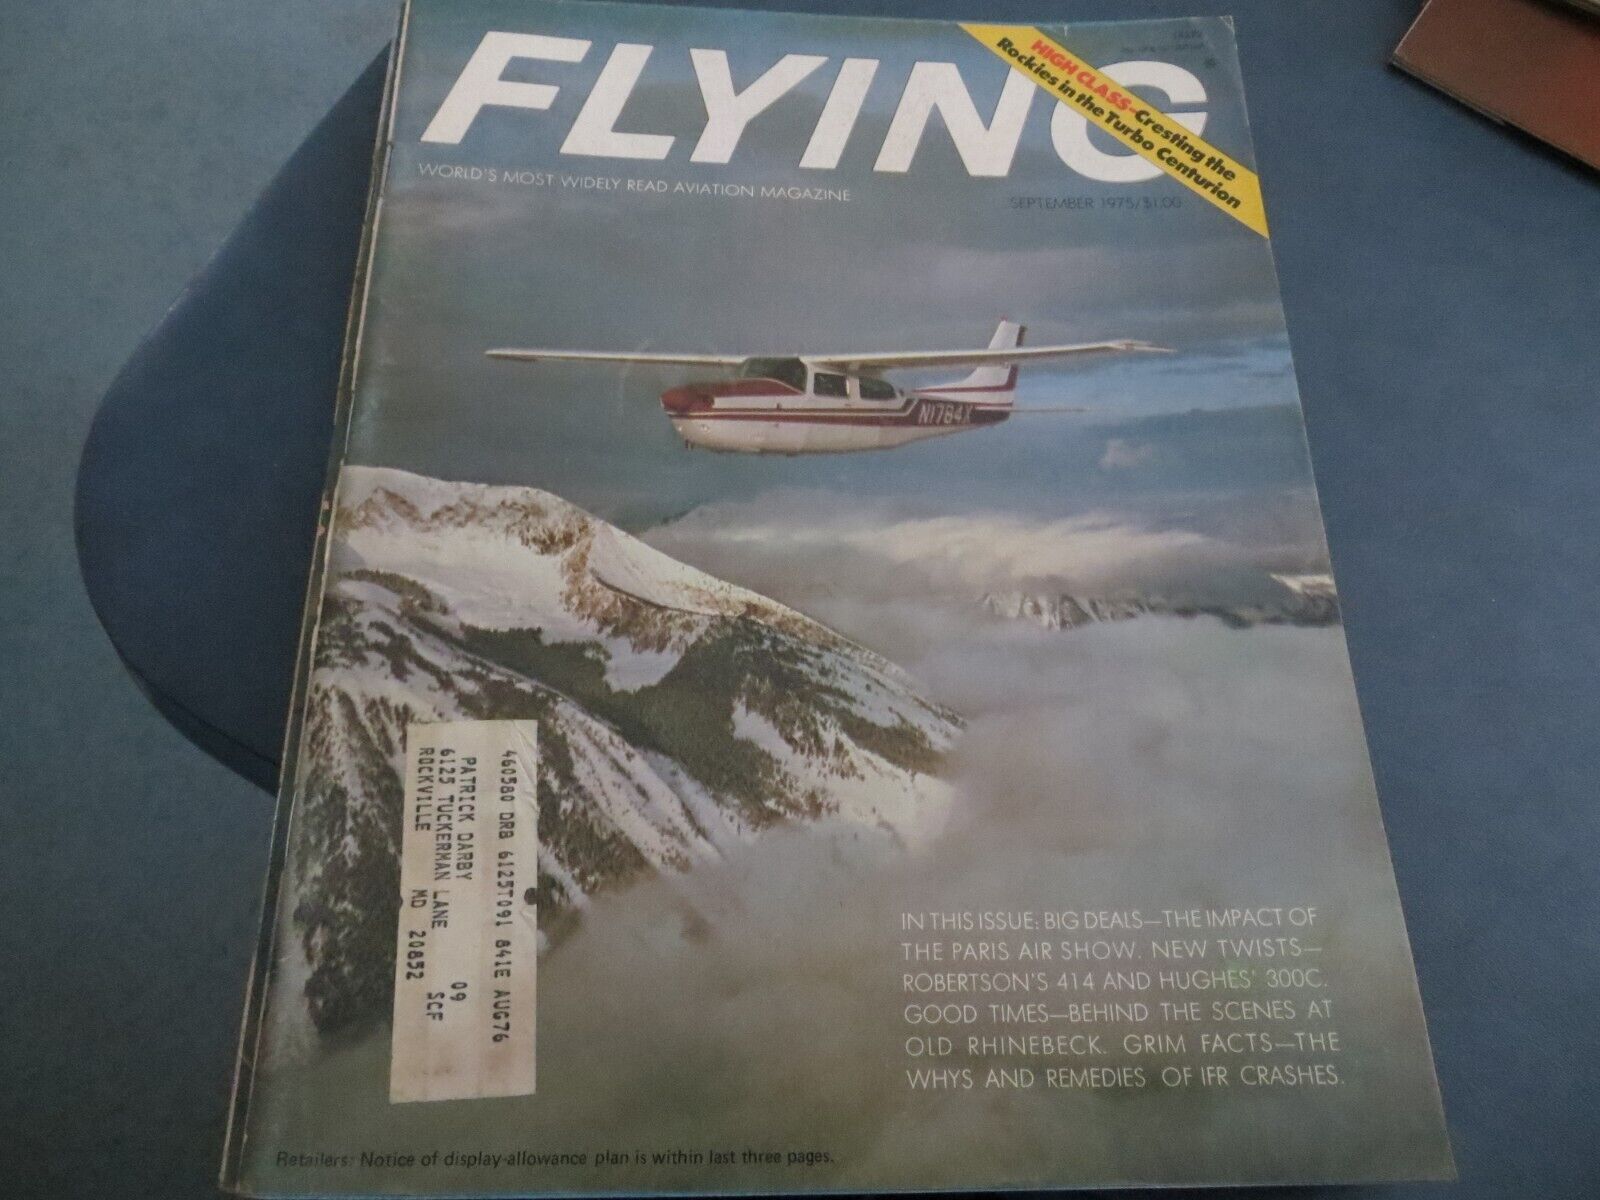 FLYING
HIGH CLASS—Cresting the
Rockies in the Turbo Centurion
WORLD'S MOST WIDELY READ AVIATION MAGAZINE
SEPTEMBER 1975/$1.00
N1784X
460580 DRB 6125T091 841E AUG76
PATRICK DARBY 09
6125 TUCKERMAN LANE SCF
ROCKVILLE MD 20852
IN THIS ISSUE: BIG DEALS—THE IMPACT OF
THE PARIS AIR SHOW. NEW TWISTS—
ROBERTSON'S 414 AND HUGHES' 300C.
GOOD TIMES—BEHIND THE SCENES AT
OLD RHINEBECK. GRIM FACTS—THE
WHYS AND REMEDIES OF IFR CRASHES.
Retailers: Notice of display-allowance plan is within last three pages.